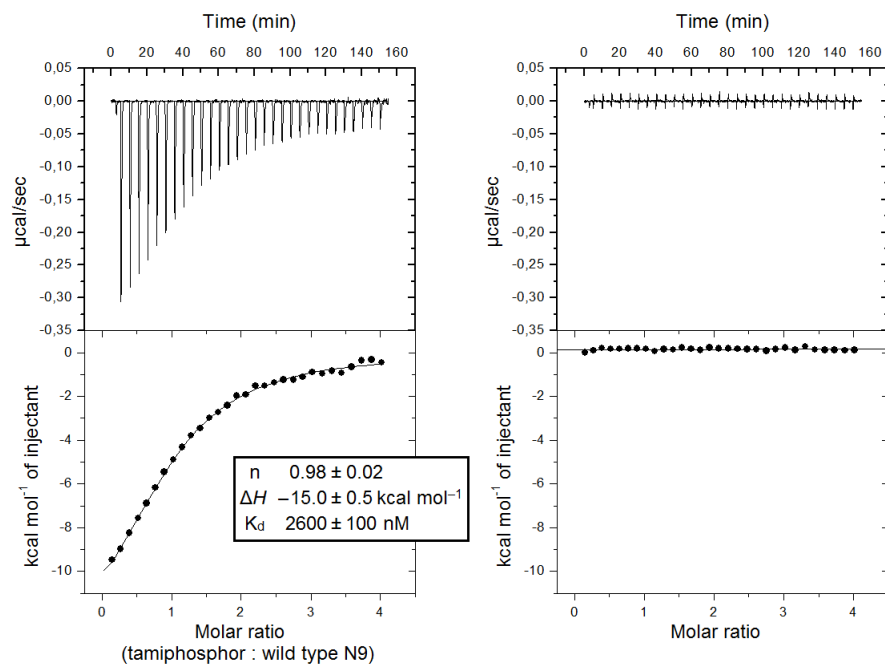 Time (min)
0 20 40 60 80 100 120 140 160
0,05
0,00
-0,05
-0,10
-0,15
-0,20
-0,25
-0,30
-0,35
µcal/sec
0
-2
-4
-6
-8
-10
kcal mol⁻¹ of injectant
n 0.98 ± 0.02
ΔH –15.0 ± 0.5 kcal mol⁻¹
Kd 2600 ± 100 nM
0 1 2 3 4
Molar ratio
(tamiphosphor : wild type N9)
Time (min)
0 20 40 60 80 100 120 140 160
0,05
0,00
-0,05
-0,10
-0,15
-0,20
-0,25
-0,30
-0,35
µcal/sec
0
-2
-4
-6
-8
-10
kcal mol⁻¹ of injectant
0 1 2 3 4
Molar ratio